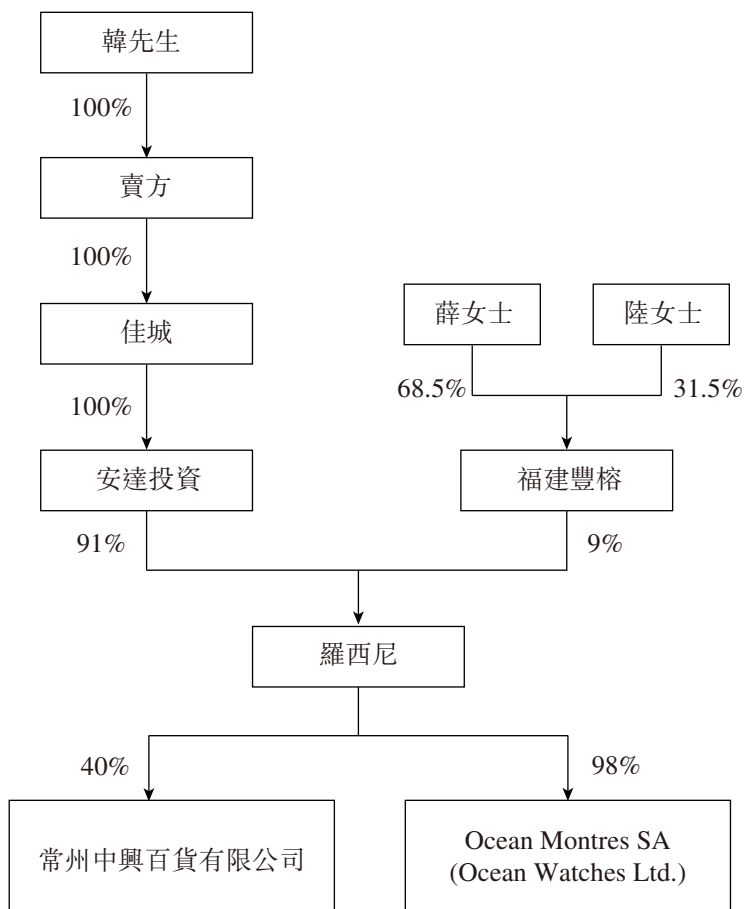 韓先生
100%
賣方
100%
佳城
薛女士
陸女士
100%
68.5%
31.5%
安達投資
福建豐榕
91%
9%
羅西尼
40%
98%
常州中興百貨有限公司
Ocean Montres SA
(Ocean Watches Ltd.)